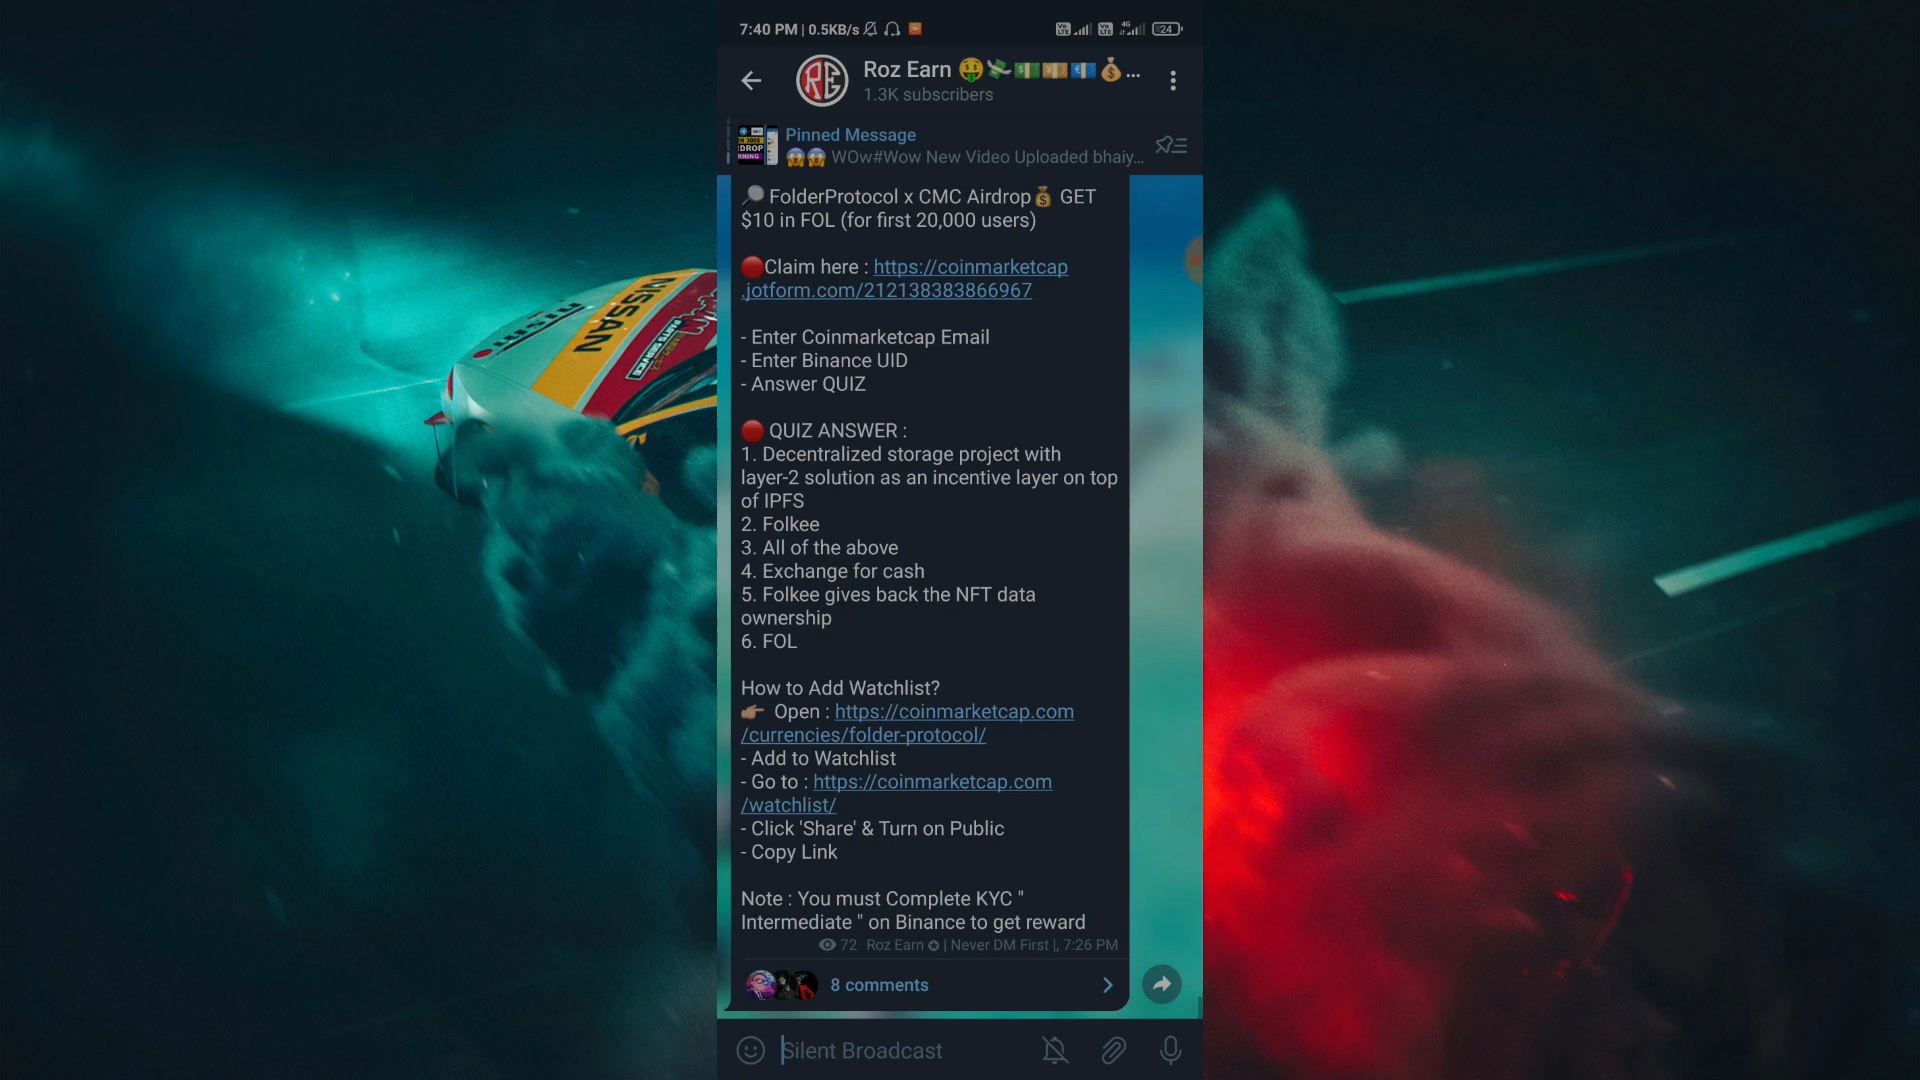 7:40 PM | 0.5KB/s
4G
24
RE
Roz Earn
1.3K subscribers
Pinned Message
WOw#Wow New Video Uploaded bhaiy...
FolderProtocol x CMC Airdrop GET
$10 in FOL (for first 20,000 users)
Claim here : https://coinmarketcap
.jotform.com/212138383866967
- Enter Coinmarketcap Email
- Enter Binance UID
- Answer QUIZ
QUIZ ANSWER :
1. Decentralized storage project with
layer-2 solution as an incentive layer on top
of IPFS
2. Folkee
3. All of the above
4. Exchange for cash
5. Folkee gives back the NFT data
ownership
6. FOL
How to Add Watchlist?
Open : https://coinmarketcap.com
/currencies/folder-protocol/
- Add to Watchlist
- Go to : https://coinmarketcap.com
/watchlist/
- Click 'Share' & Turn on Public
- Copy Link
Note : You must Complete KYC "
Intermediate " on Binance to get reward
72 Roz Earn ✪ | Never DM First |, 7:26 PM
8 comments
Silent Broadcast
NISSAN